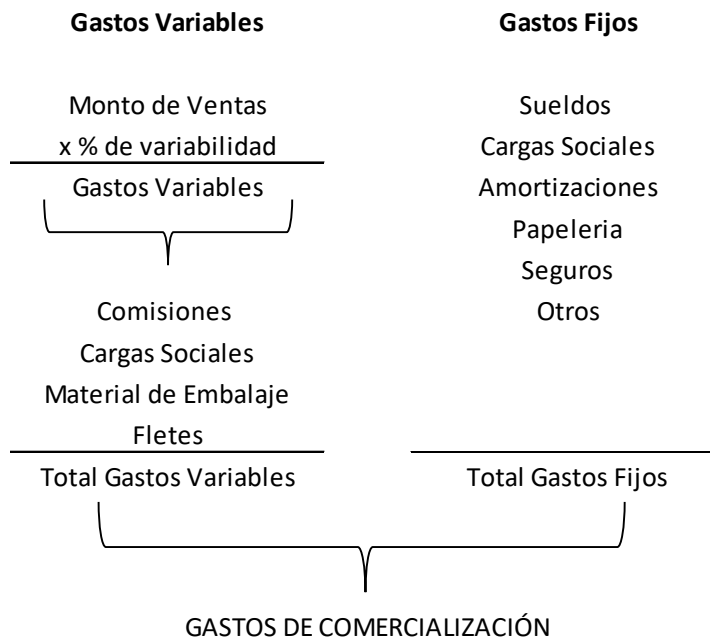 Gastos Variables
Monto de Ventas
x % de variabilidad
Gastos Variables
Comisiones
Cargas Sociales
Material de Embalaje
Fletes
Total Gastos Variables
Gastos Fijos
Sueldos
Cargas Sociales
Amortizaciones
Papeleria
Seguros
Otros
Total Gastos Fijos
GASTOS DE COMERCIALIZACIÓN